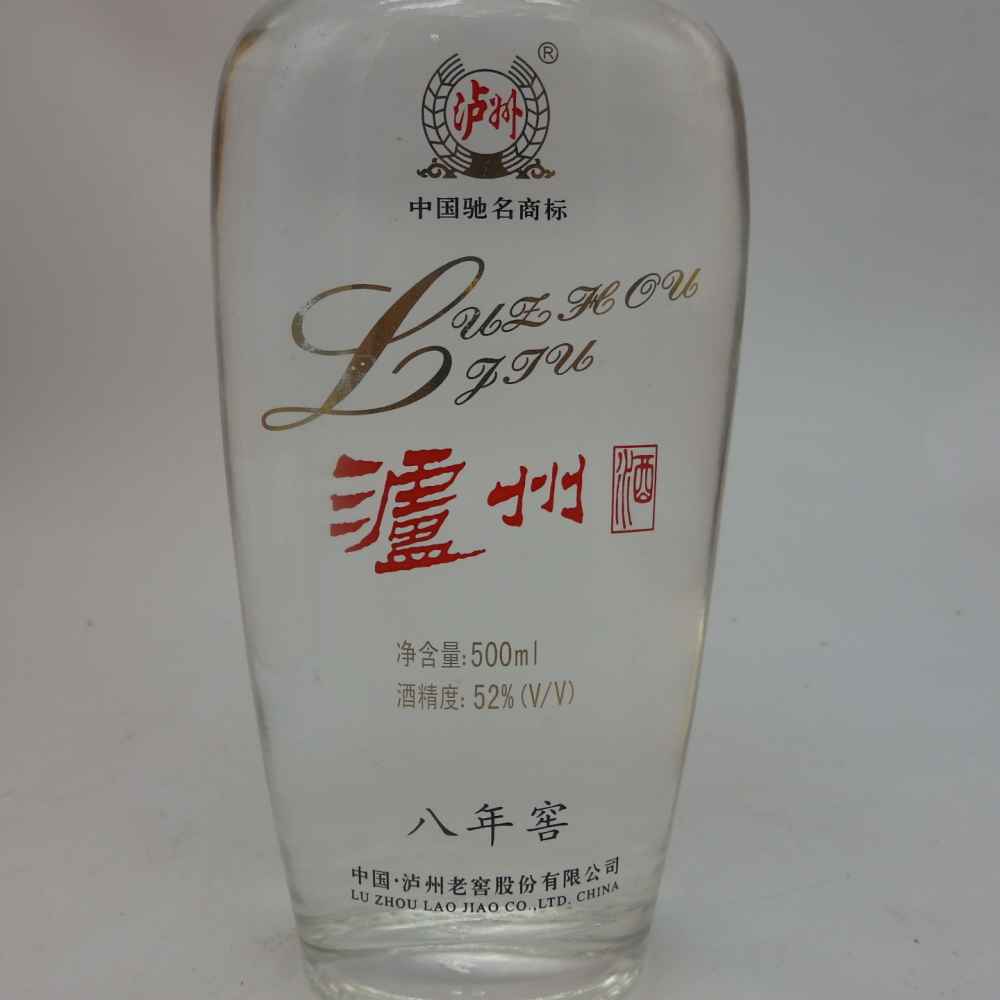 ®
泸州
中国驰名商标
LUZHOU
JIU
瀘州 酒
净含量:500ml
酒精度:52%(V/V)
八年窖
中国·泸州老窖股份有限公司
LU ZHOU LAO JIAO CO.,LTD. CHINA